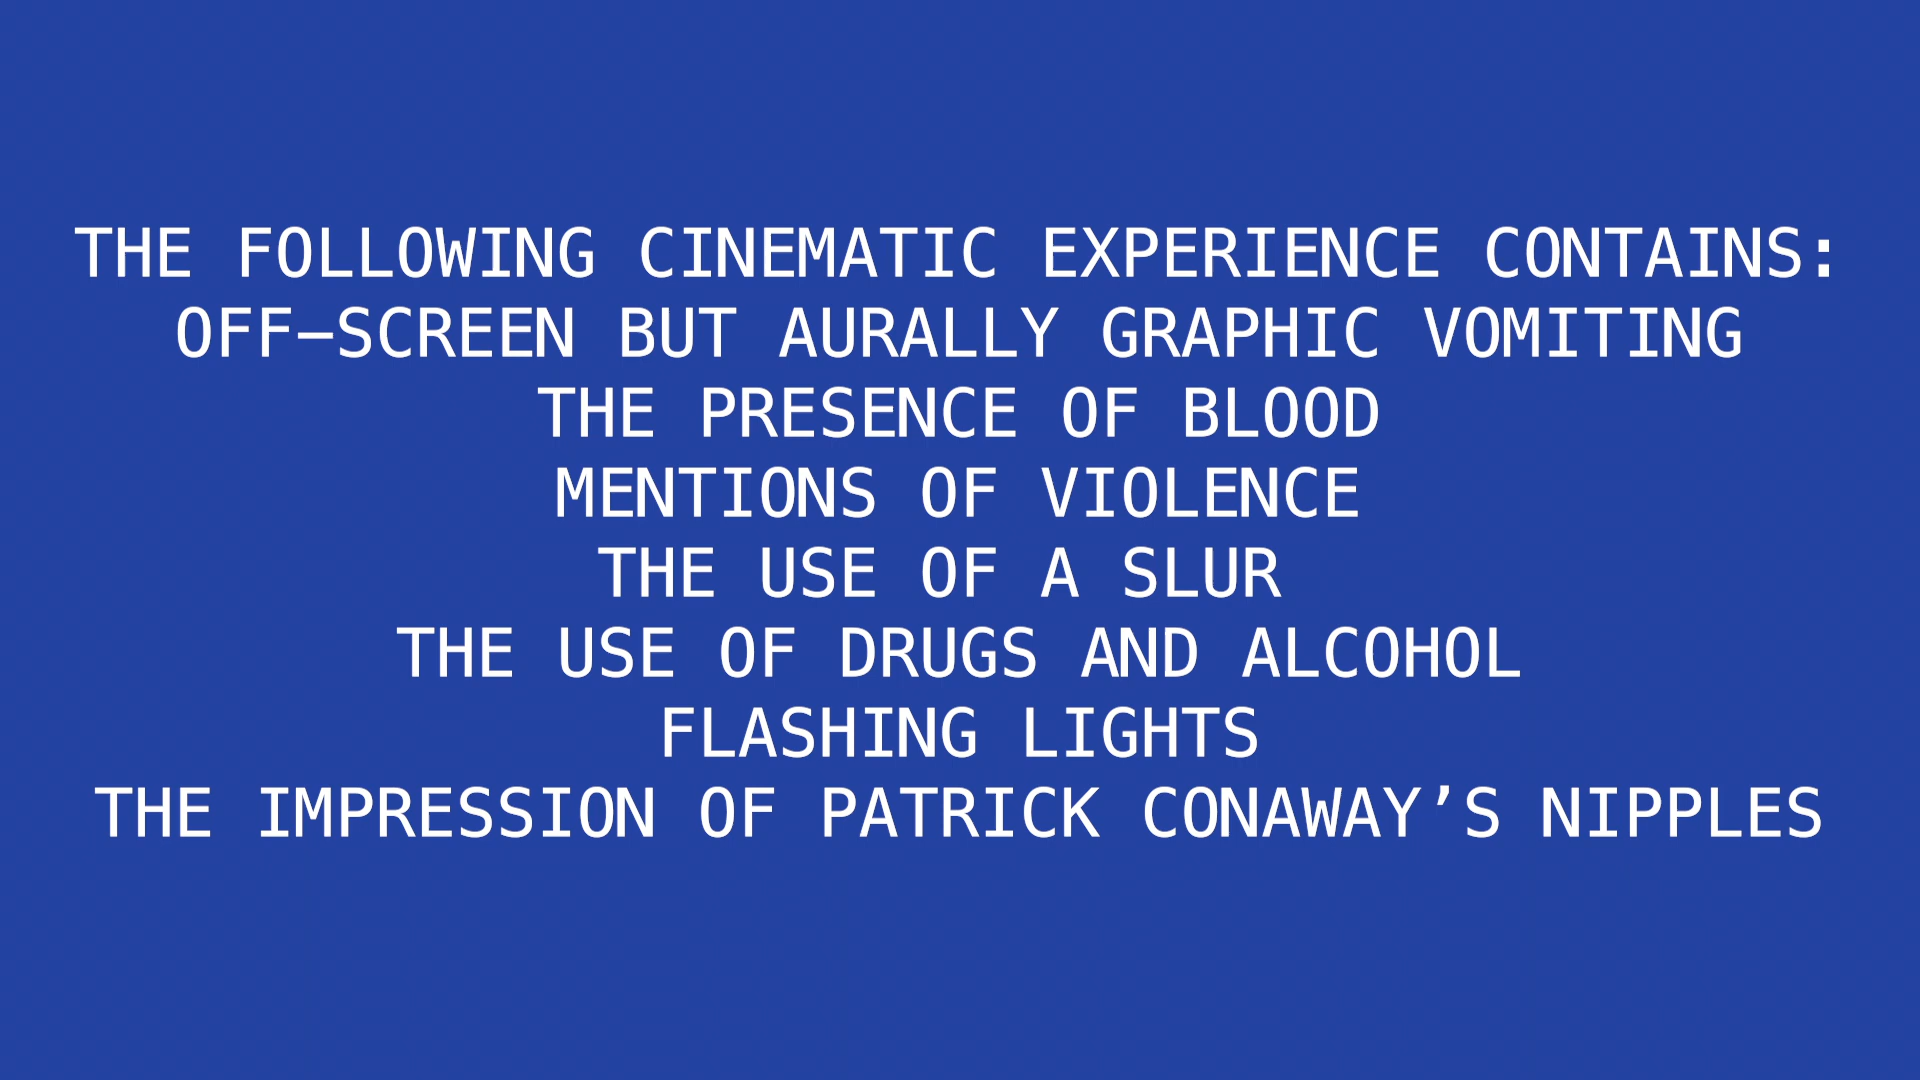 THE FOLLOWING CINEMATIC EXPERIENCE CONTAINS:
OFF–SCREEN BUT AURALLY GRAPHIC VOMITING
THE PRESENCE OF BLOOD
MENTIONS OF VIOLENCE
THE USE OF A SLUR
THE USE OF DRUGS AND ALCOHOL
FLASHING LIGHTS
THE IMPRESSION OF PATRICK CONAWAY’S NIPPLES